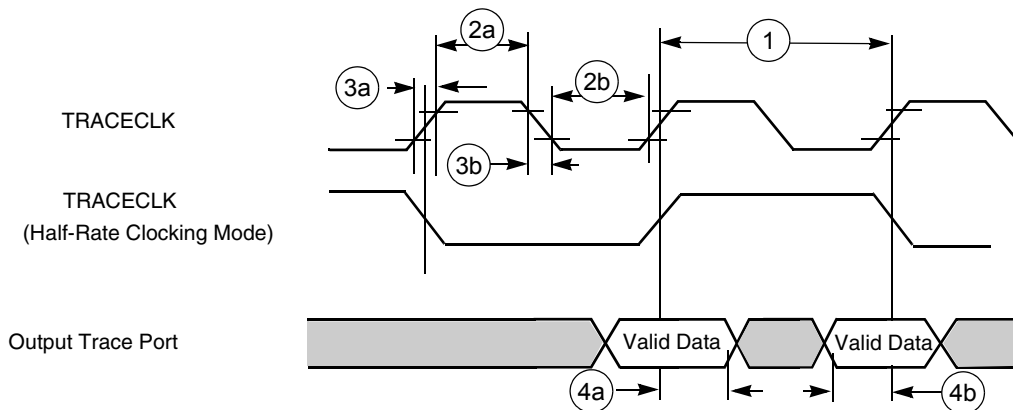 2a
1
3a
2b
TRACECLK
3b
TRACECLK
(Half-Rate Clocking Mode)
Output Trace Port
Valid Data
Valid Data
4a
4b